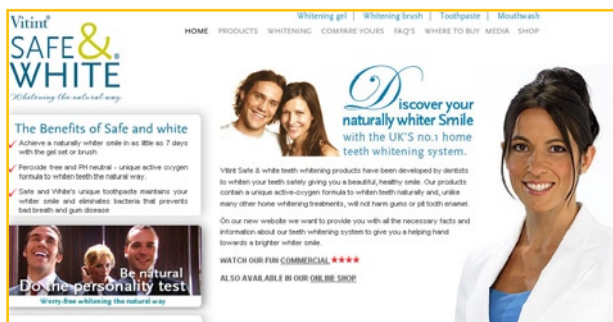 Whitening gel | Whitening brush | Toothpaste | Mouthwash
Vitint®
SAFE&
WHITE®
Whitening the natural way
HOME PRODUCTS WHITENING COMPARE YOURS FAQ'S WHERE TO BUY MEDIA SHOP
Discover your
naturally whiter Smile
with the UK'S no.1 home
teeth whitening system.
The Benefits of Safe and white
Achieve a naturally whiter smile in as little as 7 days
with the gel set or brush
Peroxide free and PH neutral - unique active oxygen
formula to whiten teeth the natural way.
Safe and White's unique toothpaste maintains your
whiter smile and eliminates bacteria that prevents
bad breath and gum disease
Vitint Safe & white teeth whitening products have been developed by dentists
to whiten your teeth safely giving you a beautiful, healthy smile. Our products
contain a unique active-oxygen formula to whiten teeth naturally and, unlike
many other home whitening treatments, will not harm gums or pit tooth enamel.
On our new website we want to provide you with all the necessary facts and
information about our teeth whitening system to give you a helping hand
towards a brighter whiter smile.
WATCH OUR FUN COMMERCIAL ★★★★
ALSO AVAILABLE IN OUR ONLINE SHOP
Be natural
Do the personality test
Worry-free whitening the natural way